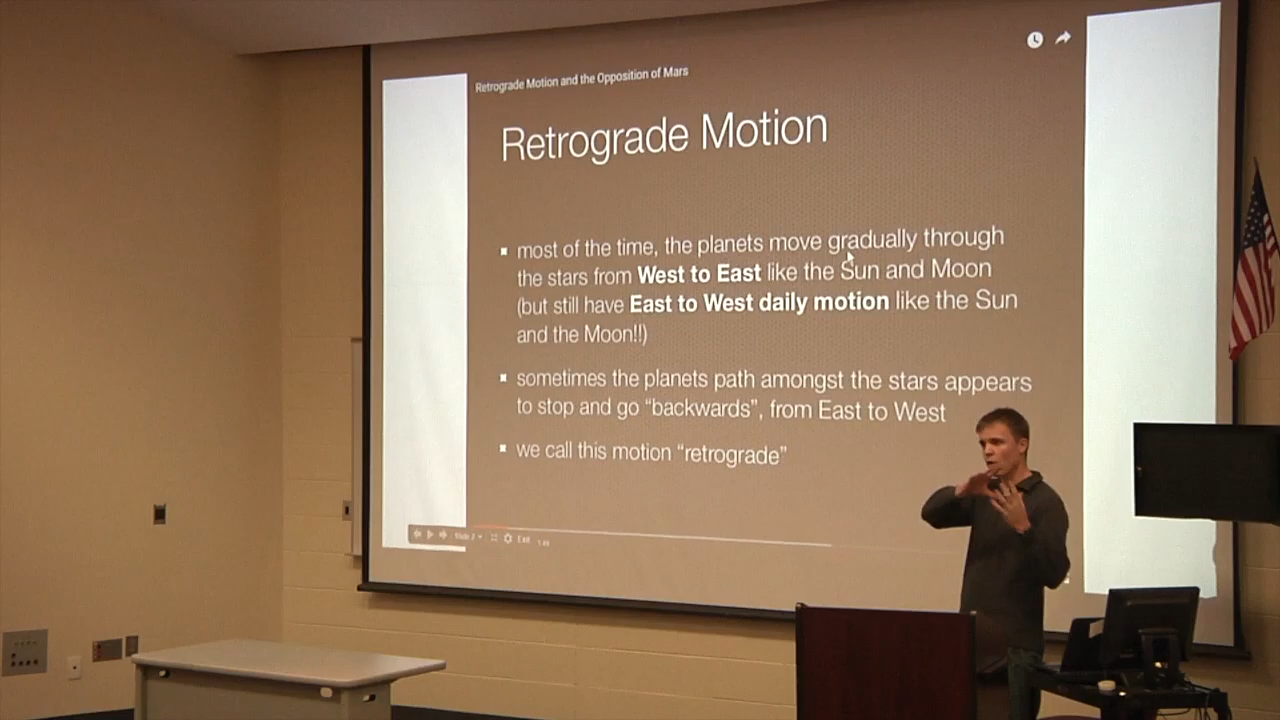 Retrograde Motion and the Opposition of Mars
Retrograde Motion
most of the time, the planets move gradually through
the stars from West to East like the Sun and Moon
(but still have East to West daily motion like the Sun
and the Moon!!)
sometimes the planets path amongst the stars appears
to stop and go “backwards”, from East to West
we call this motion “retrograde”
Exit